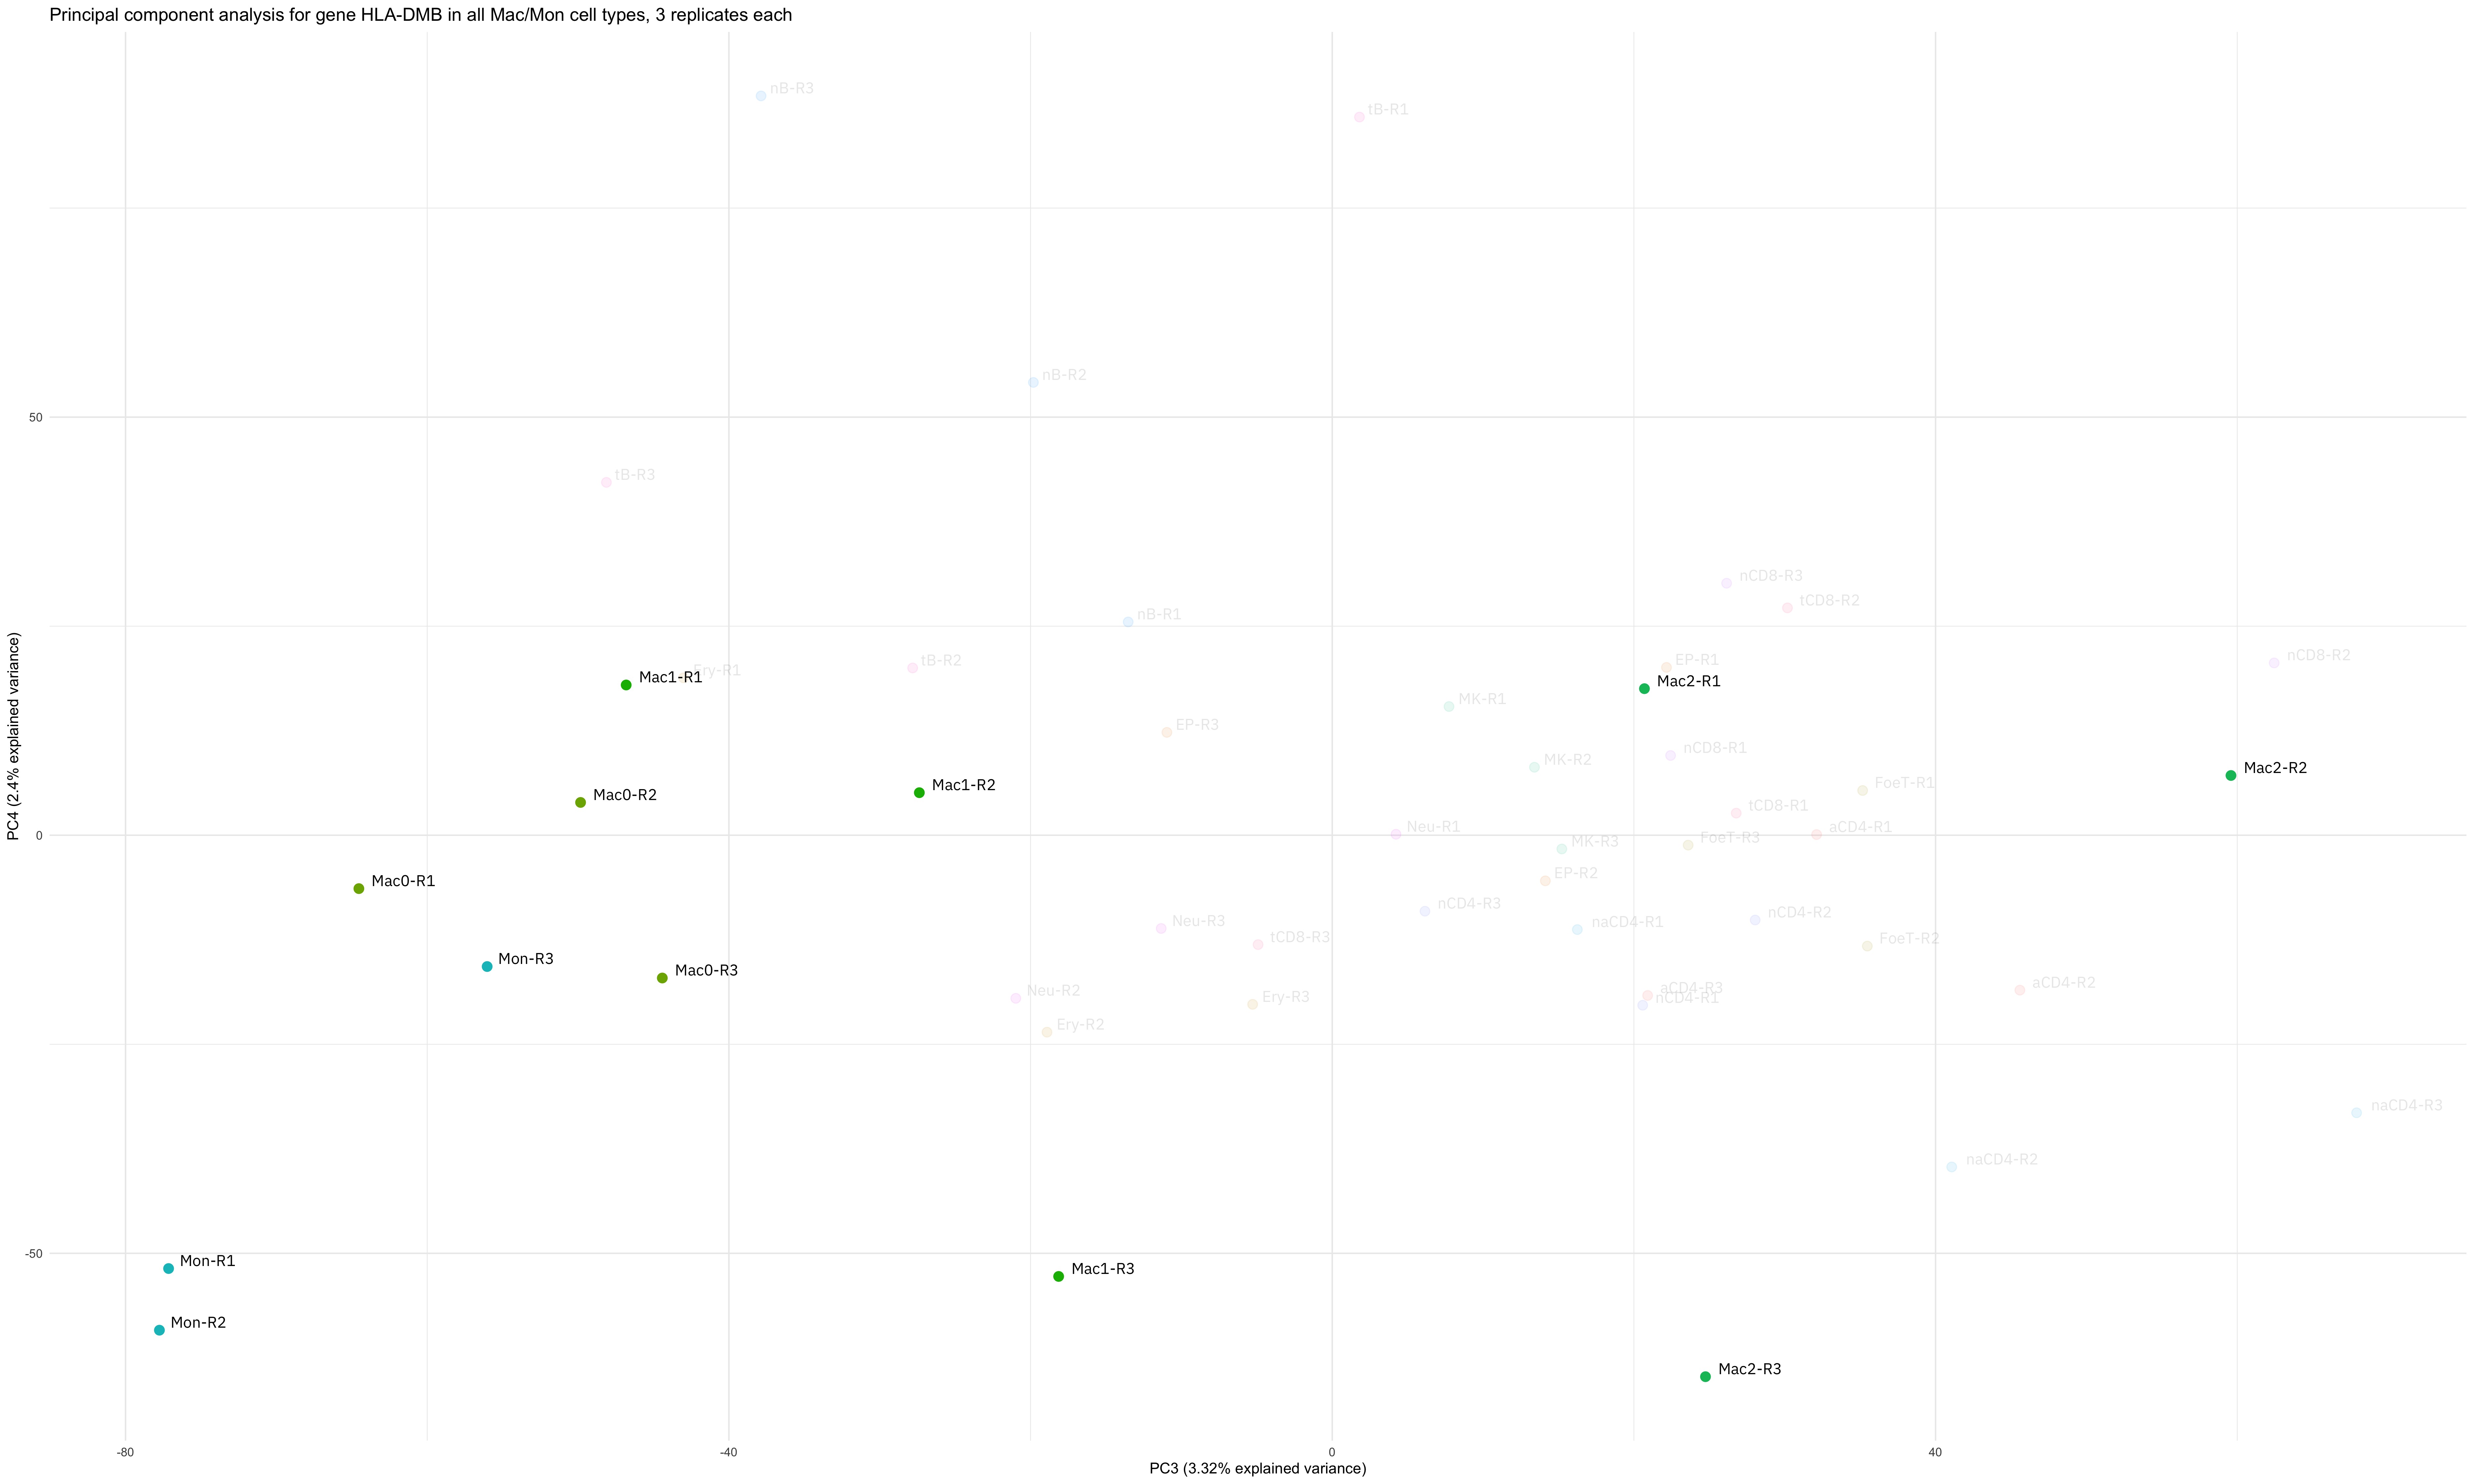 Principal component analysis for gene HLA-DMB in all Mac/Mon cell types, 3 replicates each
nB-R3
tB-R1
nB-R2
50
tB-R3
nCD8-R3
tCD8-R2
nB-R1
nCD8-R2
tB-R2
EP-R1
Ery-R1
Mac1-R1
Mac2-R1
MK-R1
EP-R3
nCD8-R1
MK-R2
Mac2-R2
FoeT-R1
Mac1-R2
Mac0-R2
tCD8-R1
PC4 (2.4% explained variance)
0
Neu-R1
aCD4-R1
FoeT-R3
MK-R3
EP-R2
Mac0-R1
nCD4-R3
nCD4-R2
Neu-R3
naCD4-R1
tCD8-R3
FoeT-R2
Mon-R3
Mac0-R3
aCD4-R2
aCD4-R3
Neu-R2
Ery-R3
nCD4-R1
Ery-R2
naCD4-R3
naCD4-R2
-50
Mon-R1
Mac1-R3
Mon-R2
Mac2-R3
-80
-40
0
40
PC3 (3.32% explained variance)